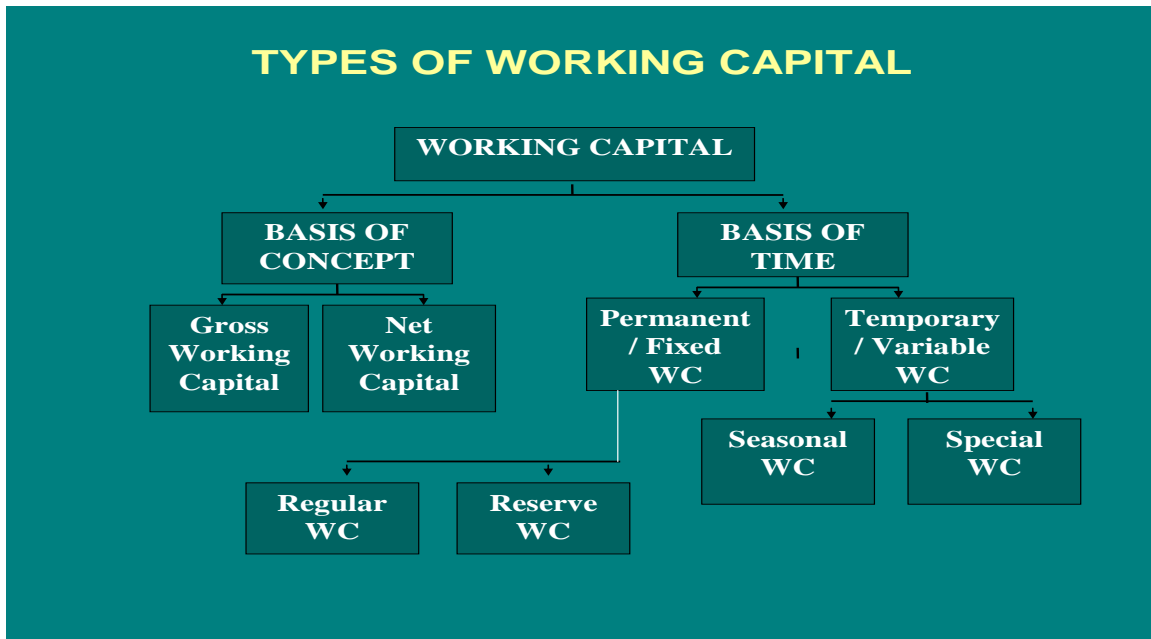 TYPES OF WORKING CAPITAL
WORKING CAPITAL
BASIS OF
CONCEPT
BASIS OF
TIME
Gross
Working
Capital
Net
Working
Capital
Permanent
/ Fixed
WC
Temporary
/ Variable
WC
Seasonal
WC
Special
WC
Regular
WC
Reserve
WC